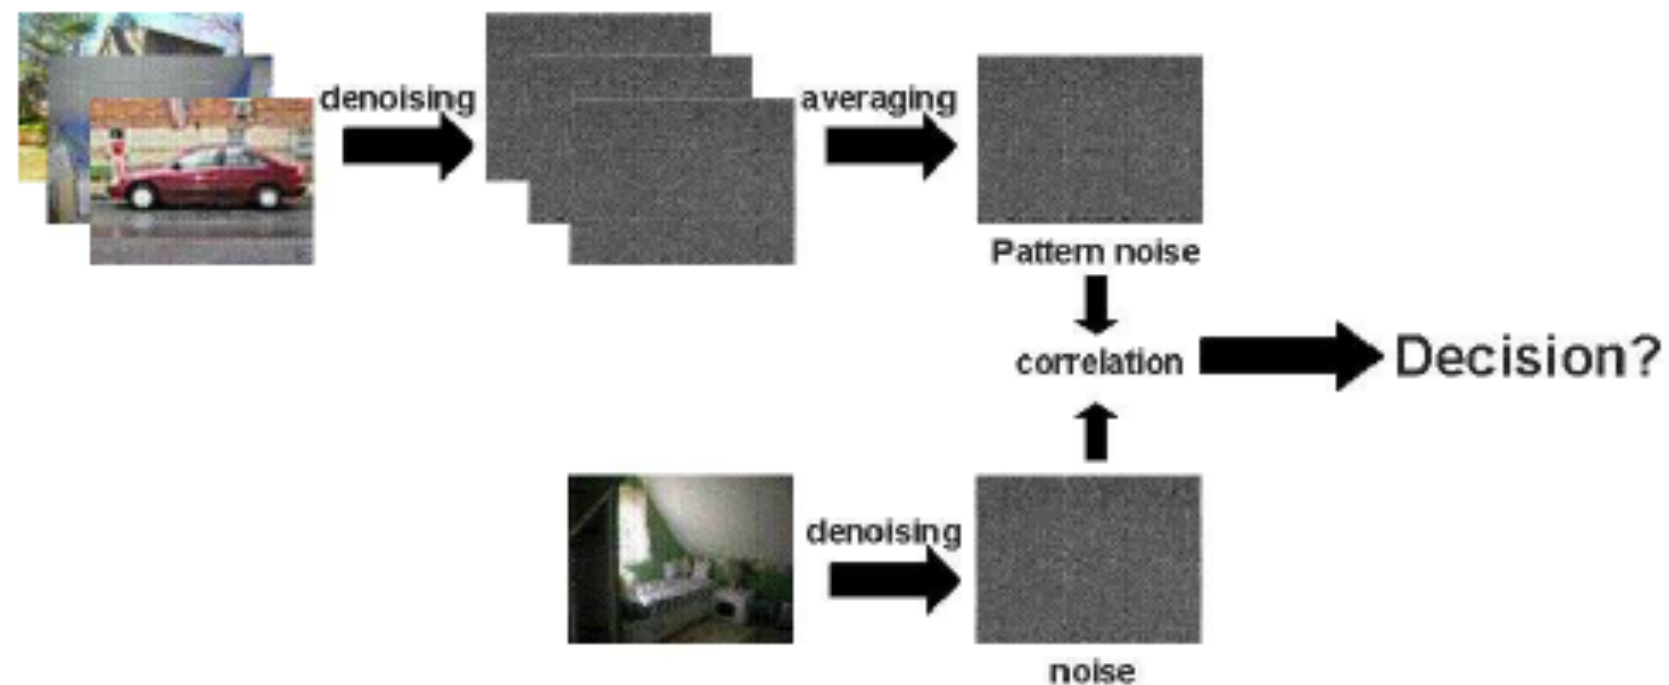 denoising
averaging
Pattern noise
correlation
Decision?
denoising
noise